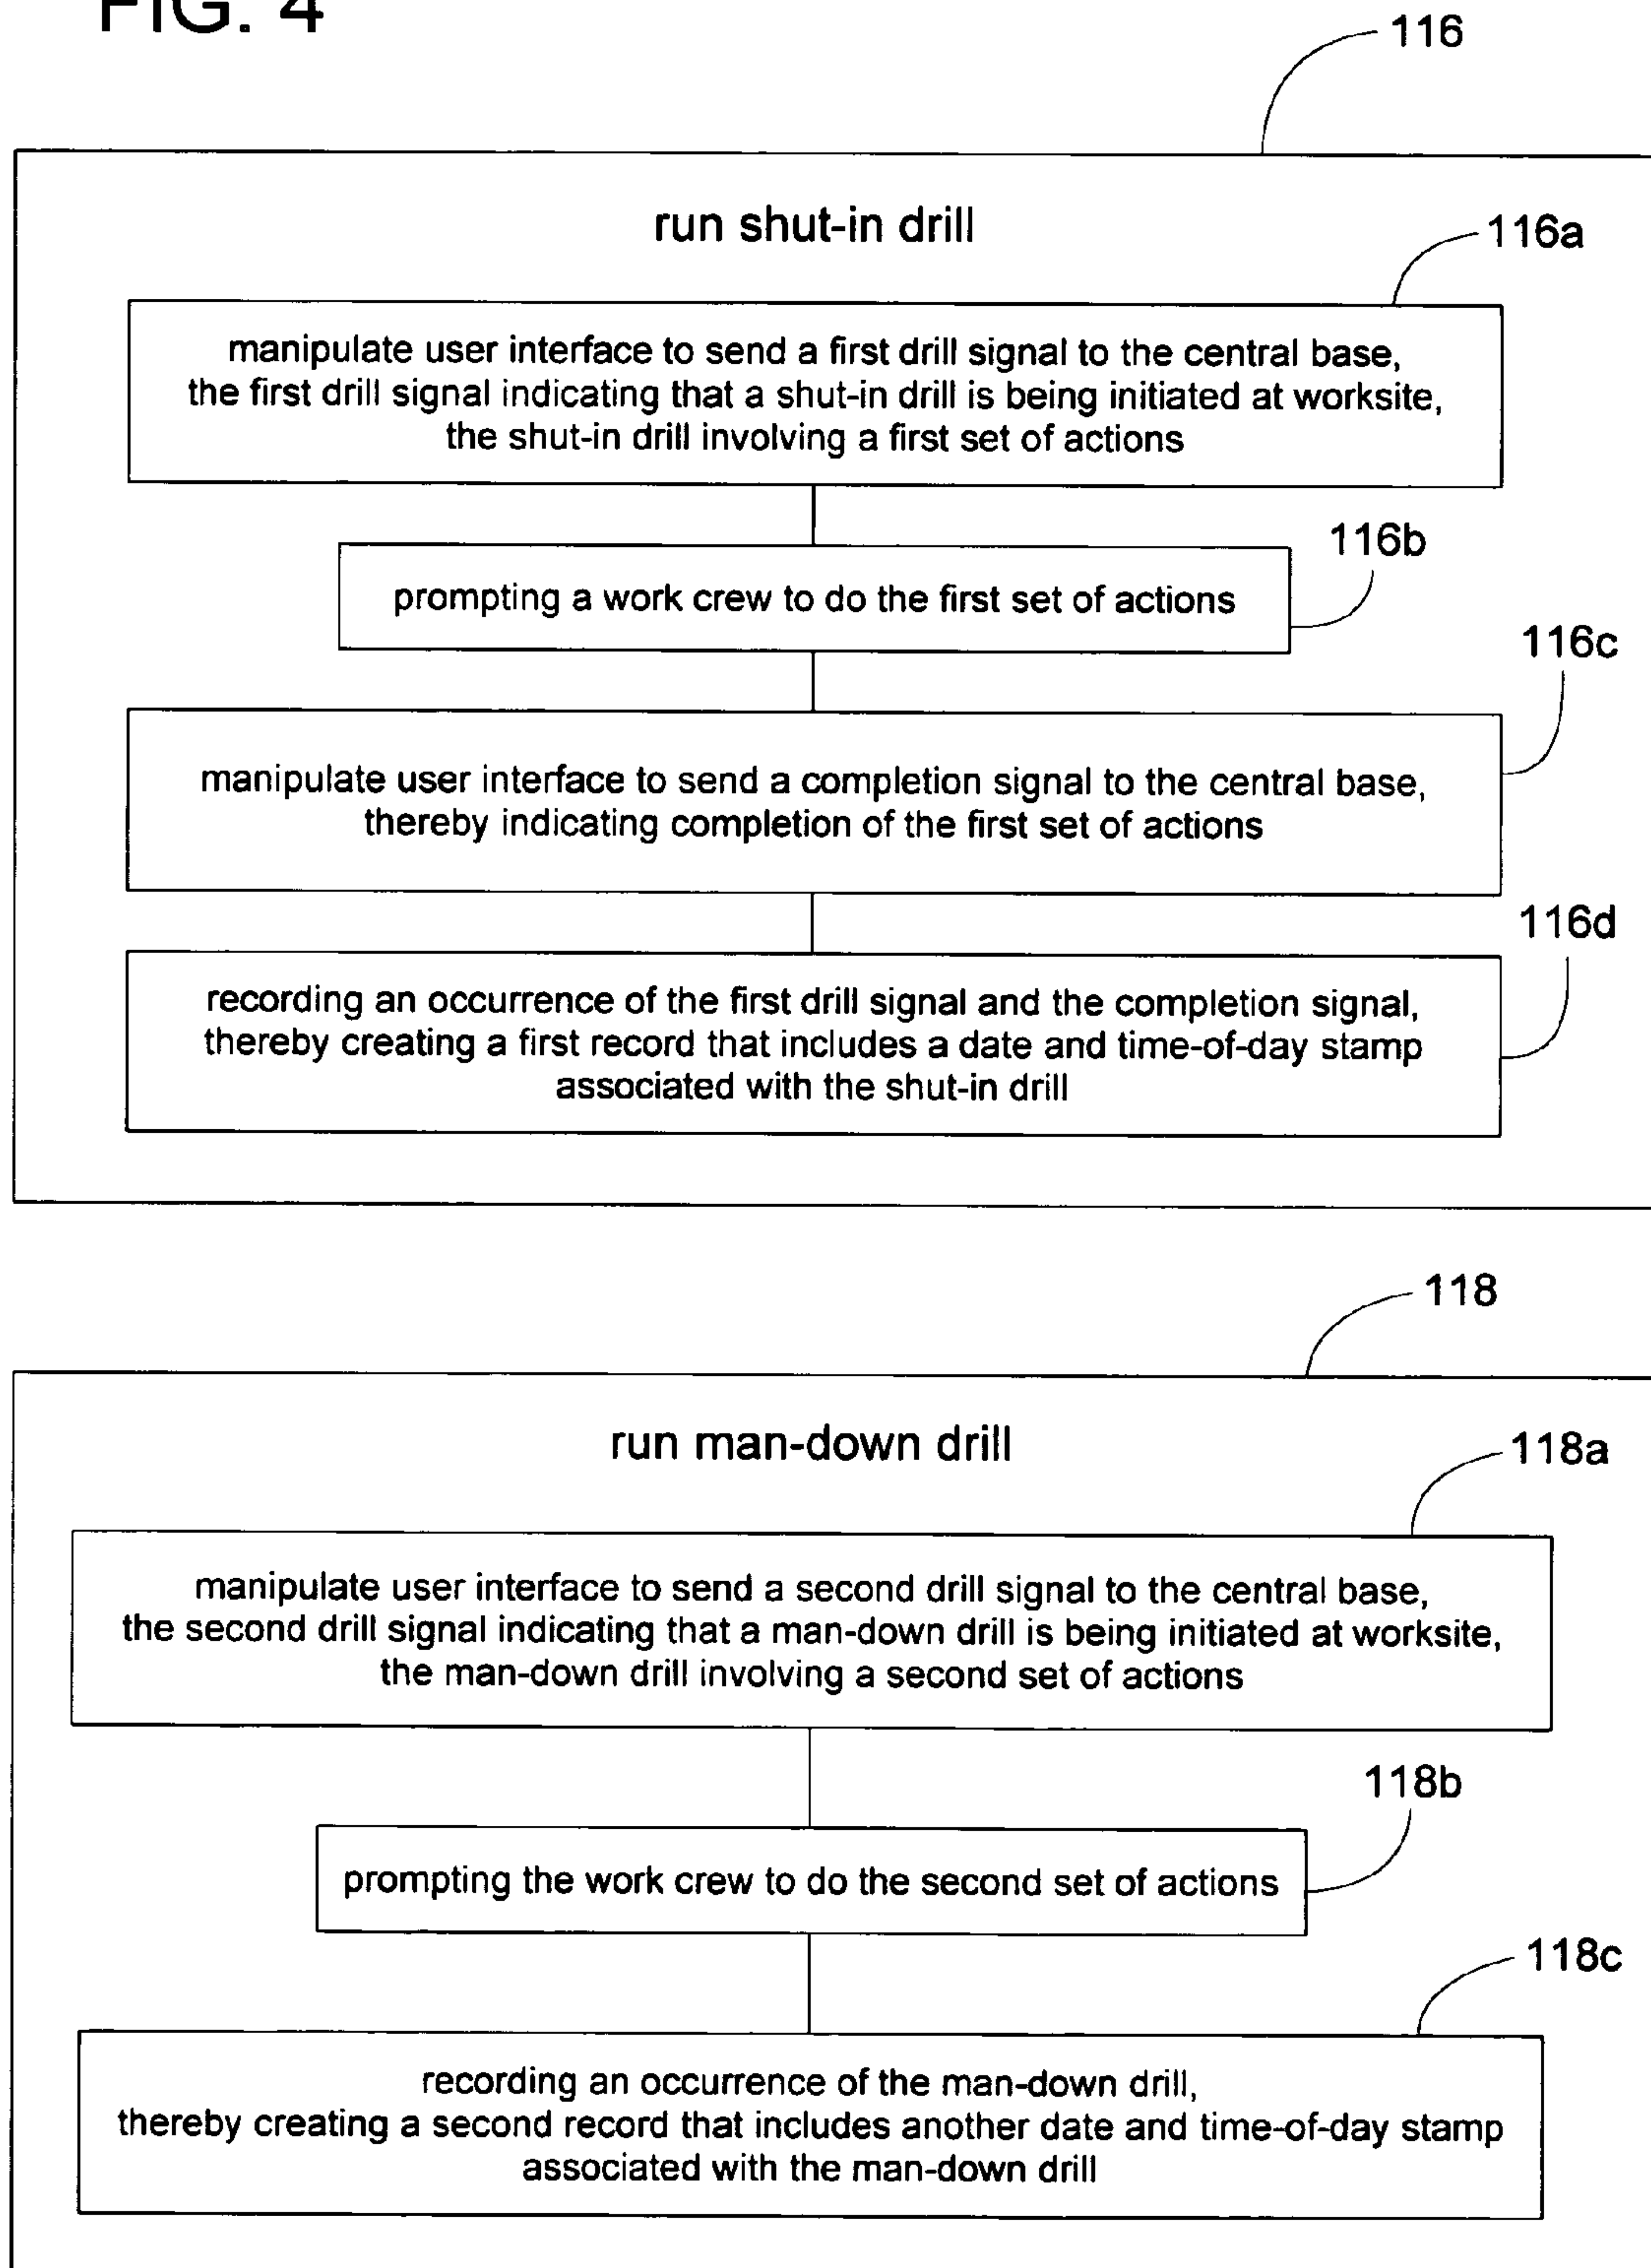 FIG. 4
116
run shut-in drill
116a
manipulate user interface to send a first drill signal to the central base,
the first drill signal indicating that a shut-in drill is being initiated at worksite,
the shut-in drill involving a first set of actions
116b
prompting a work crew to do the first set of actions
116c
manipulate user interface to send a completion signal to the central base,
thereby indicating completion of the first set of actions
116d
recording an occurrence of the first drill signal and the completion signal,
thereby creating a first record that includes a date and time-of-day stamp
associated with the shut-in drill
118
run man-down drill
118a
manipulate user interface to send a second drill signal to the central base,
the second drill signal indicating that a man-down drill is being initiated at worksite,
the man-down drill involving a second set of actions
118b
prompting the work crew to do the second set of actions
118c
recording an occurrence of the man-down drill,
thereby creating a second record that includes another date and time-of-day stamp
associated with the man-down drill